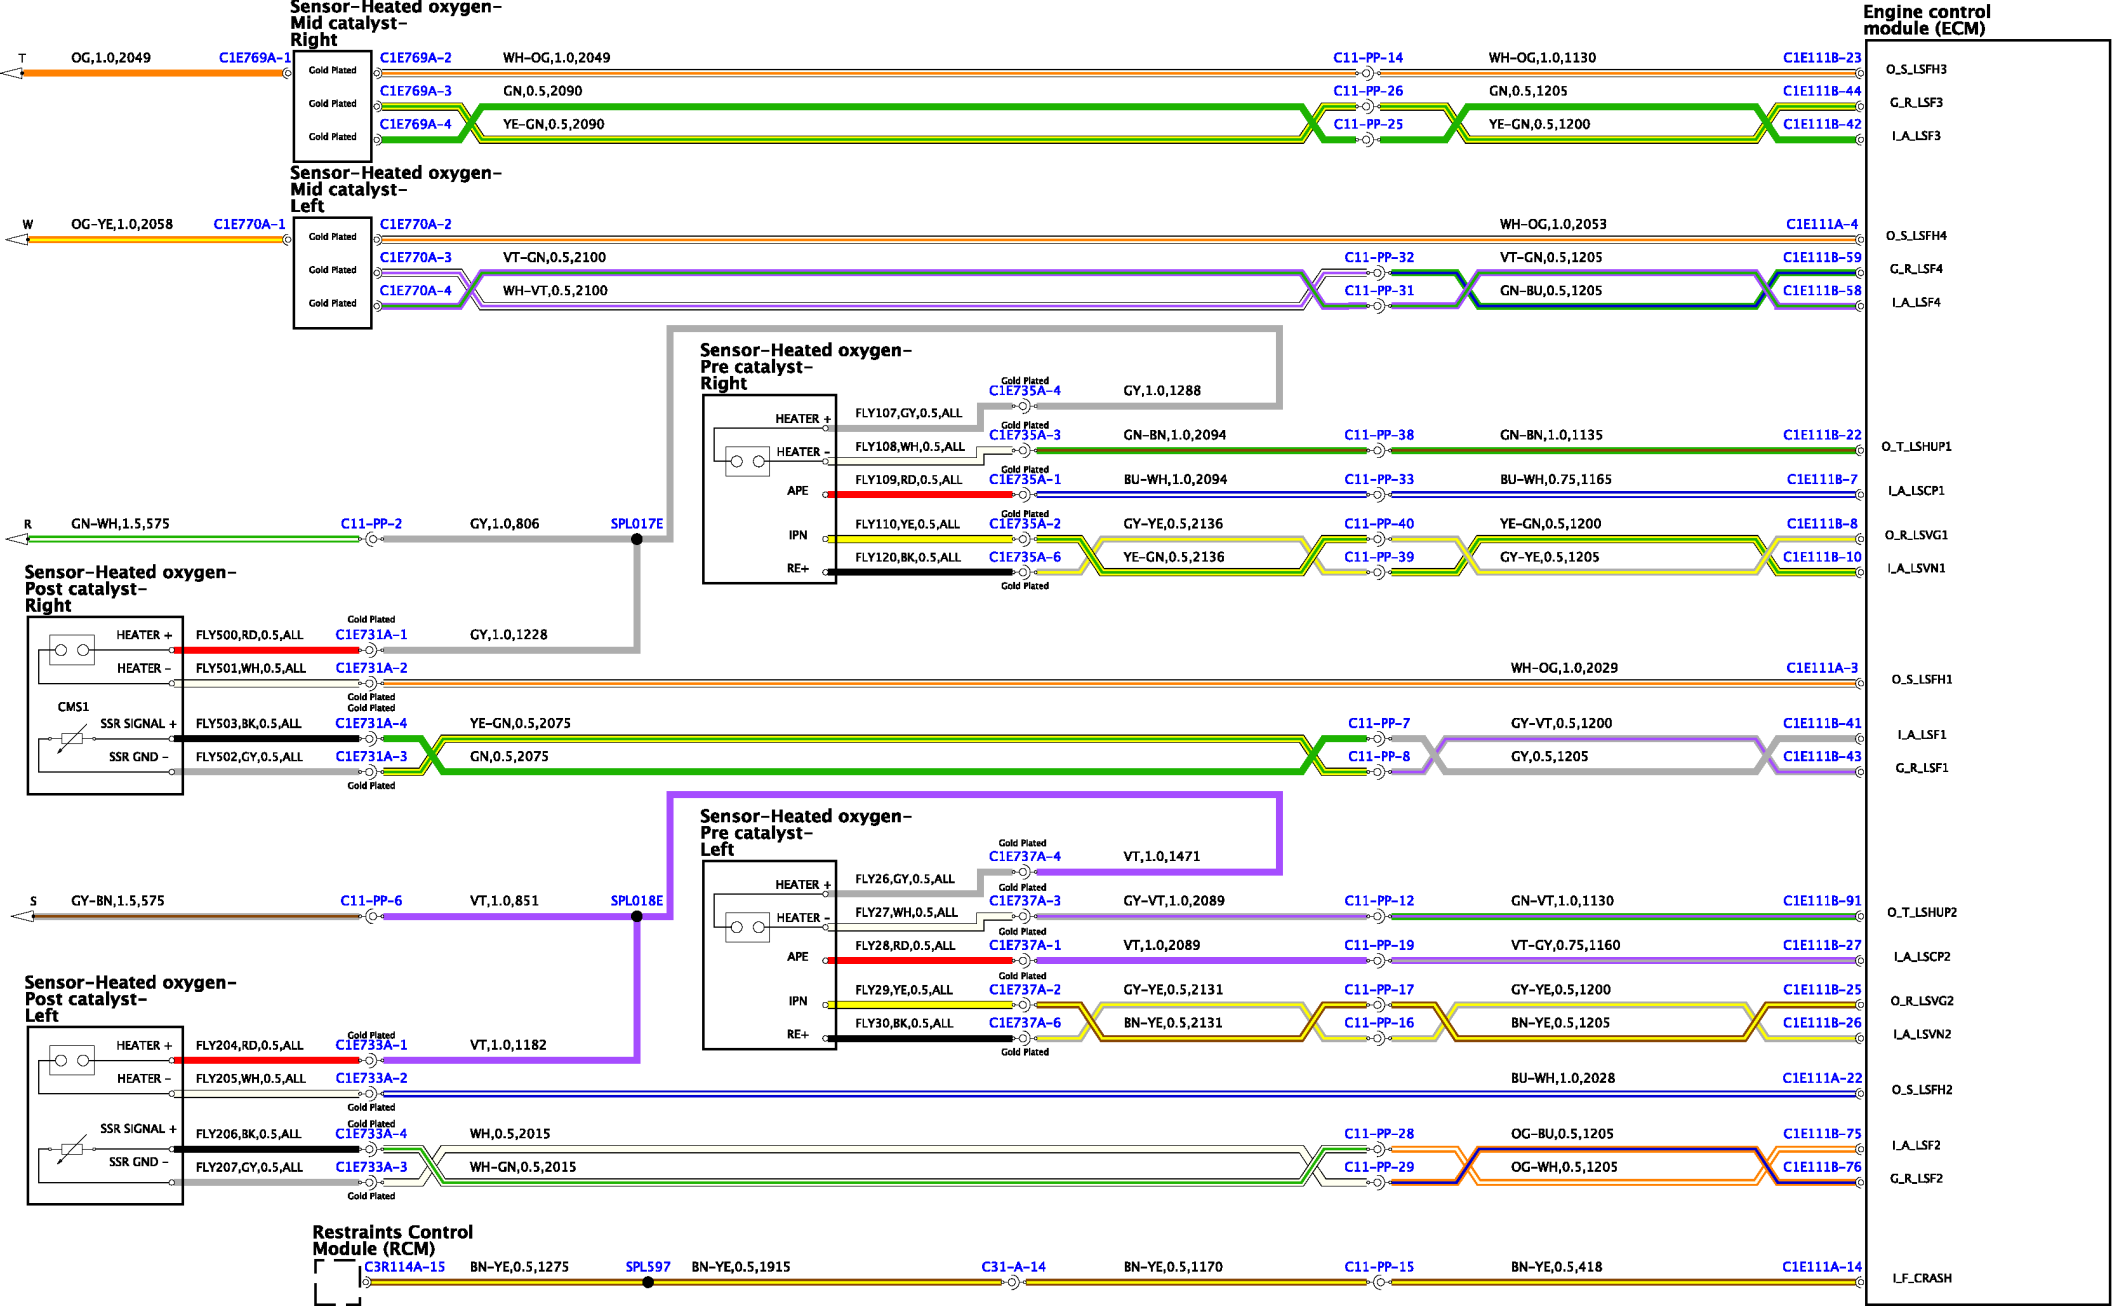 Sensor-Heated oxygen-
Mid catalyst-
Right
Engine control
module (ECM)
T OG,1.0,2049 C1E769A-1 Gold Plated C1E769A-2 WH-OG,1.0,2049 C11-PP-14 WH-OG,1.0,1130 C1E111B-23 O_S_LSFH3
Gold Plated C1E769A-3 GN,0.5,2090 C11-PP-26 GN,0.5,1205 C1E111B-44 G_R_LSF3
Gold Plated C1E769A-4 YE-GN,0.5,2090 C11-PP-25 YE-GN,0.5,1200 C1E111B-42 I_A_LSF3
Sensor-Heated oxygen-
Mid catalyst-
Left
W OG-YE,1.0,2058 C1E770A-1 Gold Plated C1E770A-2 WH-OG,1.0,2053 C1E111A-4 O_S_LSFH4
Gold Plated C1E770A-3 VT-GN,0.5,2100 C11-PP-32 VT-GN,0.5,1205 C1E111B-59 G_R_LSF4
Gold Plated C1E770A-4 WH-VT,0.5,2100 C11-PP-31 GN-BU,0.5,1205 C1E111B-58 I_A_LSF4
Sensor-Heated oxygen-
Pre catalyst-
Right
Gold Plated
C1E735A-4 GY,1.0,1288
HEATER + FLY107,GY,0.5,ALL
Gold Plated
C1E735A-3 GN-BN,1.0,2094 C11-PP-38 GN-BN,1.0,1135 C1E111B-22 O_T_LSHUP1
HEATER - FLY108,WH,0.5,ALL
Gold Plated
APE FLY109,RD,0.5,ALL C1E735A-1 BU-WH,1.0,2094 C11-PP-33 BU-WH,0.75,1165 C1E111B-7 I_A_LSCP1
Gold Plated
R GN-WH,1.5,575 C11-PP-2 GY,1.0,806 SPL017E IPN FLY110,YE,0.5,ALL C1E735A-2 GY-YE,0.5,2136 C11-PP-40 YE-GN,0.5,1200 C1E111B-8 O_R_LSVG1
RE+ FLY120,BK,0.5,ALL C1E735A-6 YE-GN,0.5,2136 C11-PP-39 GY-YE,0.5,1205 C1E111B-10 I_A_LSVN1
Gold Plated
Sensor-Heated oxygen-
Post catalyst-
Right
Gold Plated
HEATER + FLY500,RD,0.5,ALL C1E731A-1 GY,1.0,1228
HEATER - FLY501,WH,0.5,ALL C1E731A-2 WH-OG,1.0,2029 C1E111A-3 O_S_LSFH1
Gold Plated
CMS1 Gold Plated
SSR SIGNAL + FLY503,BK,0.5,ALL C1E731A-4 YE-GN,0.5,2075 C11-PP-7 GY-VT,0.5,1200 C1E111B-41 I_A_LSF1
SSR GND - FLY502,GY,0.5,ALL C1E731A-3 GN,0.5,2075 C11-PP-8 GY,0.5,1205 C1E111B-43 G_R_LSF1
Gold Plated
Sensor-Heated oxygen-
Pre catalyst-
Left
Gold Plated
C1E737A-4 VT,1.0,1471
HEATER + FLY26,GY,0.5,ALL
Gold Plated
S GY-BN,1.5,575 C11-PP-6 VT,1.0,851 SPL018E C1E737A-3 GY-VT,1.0,2089 C11-PP-12 GN-VT,1.0,1130 C1E111B-91 O_T_LSHUP2
HEATER - FLY27,WH,0.5,ALL
Gold Plated
APE FLY28,RD,0.5,ALL C1E737A-1 VT,1.0,2089 C11-PP-19 VT-GY,0.75,1160 C1E111B-27 I_A_LSCP2
Gold Plated
IPN FLY29,YE,0.5,ALL C1E737A-2 GY-YE,0.5,2131 C11-PP-17 GY-YE,0.5,1200 C1E111B-25 O_R_LSVG2
RE+ FLY30,BK,0.5,ALL C1E737A-6 BN-YE,0.5,2131 C11-PP-16 BN-YE,0.5,1205 C1E111B-26 I_A_LSVN2
Gold Plated
Sensor-Heated oxygen-
Post catalyst-
Left
Gold Plated
HEATER + FLY204,RD,0.5,ALL C1E733A-1 VT,1.0,1182
HEATER - FLY205,WH,0.5,ALL C1E733A-2 BU-WH,1.0,2028 C1E111A-22 O_S_LSFH2
Gold Plated
Gold Plated
SSR SIGNAL + FLY206,BK,0.5,ALL C1E733A-4 WH,0.5,2015 C11-PP-28 OG-BU,0.5,1205 C1E111B-75 I_A_LSF2
SSR GND - FLY207,GY,0.5,ALL C1E733A-3 WH-GN,0.5,2015 C11-PP-29 OG-WH,0.5,1205 C1E111B-76 G_R_LSF2
Gold Plated
Restraints Control
Module (RCM)
C3R114A-15 BN-YE,0.5,1275 SPL597 BN-YE,0.5,1915 C31-A-14 BN-YE,0.5,1170 C11-PP-15 BN-YE,0.5,418 C1E111A-14 I_F_CRASH